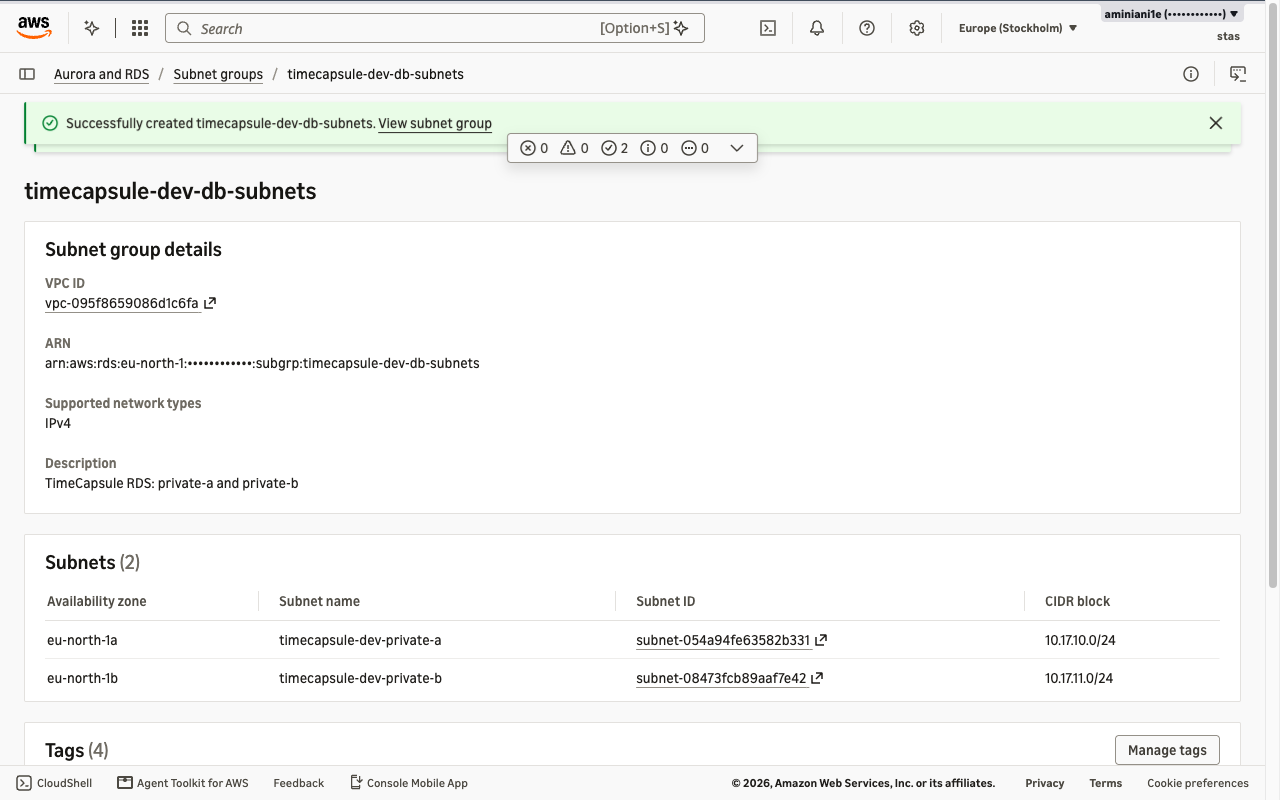 aws
Search
[Option+S]
Europe (Stockholm)
aminiani1e (••••••••••••)
stas
Aurora and RDS / Subnet groups / timecapsule-dev-db-subnets
Successfully created timecapsule-dev-db-subnets. View subnet group
0 0 2 0 0
timecapsule-dev-db-subnets
Subnet group details
VPC ID
vpc-095f8659086d1c6fa
ARN
arn:aws:rds:eu-north-1:••••••••••••:subgrp:timecapsule-dev-db-subnets
Supported network types
IPv4
Description
TimeCapsule RDS: private-a and private-b
Subnets (2)
Availability zone Subnet name Subnet ID CIDR block
eu-north-1a timecapsule-dev-private-a subnet-054a94fe63582b331 10.17.10.0/24
eu-north-1b timecapsule-dev-private-b subnet-08473fcb89aaf7e42 10.17.11.0/24
Tags (4)
Manage tags
CloudShell Agent Toolkit for AWS Feedback Console Mobile App © 2026, Amazon Web Services, Inc. or its affiliates. Privacy Terms Cookie preferences